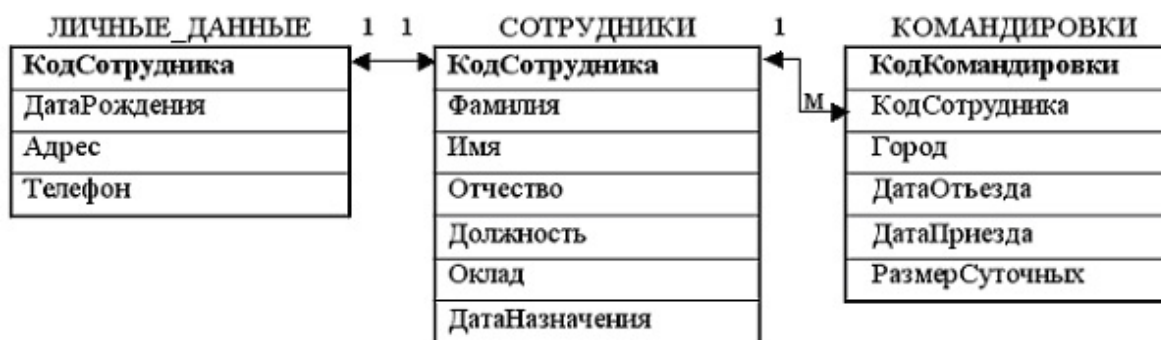 ЛИЧНЫЕ_ДАННЫЕ 1 1 СОТРУДНИКИ 1 КОМАНДИРОВКИ
КодСотрудника
ДатаРождения
Адрес
Телефон
КодСотрудника
Фамилия
Имя
Отчество
Должность
Оклад
ДатаНазначения
М
КодКомандировки
КодСотрудника
Город
ДатаОтъезда
ДатаПриезда
РазмерСуточных